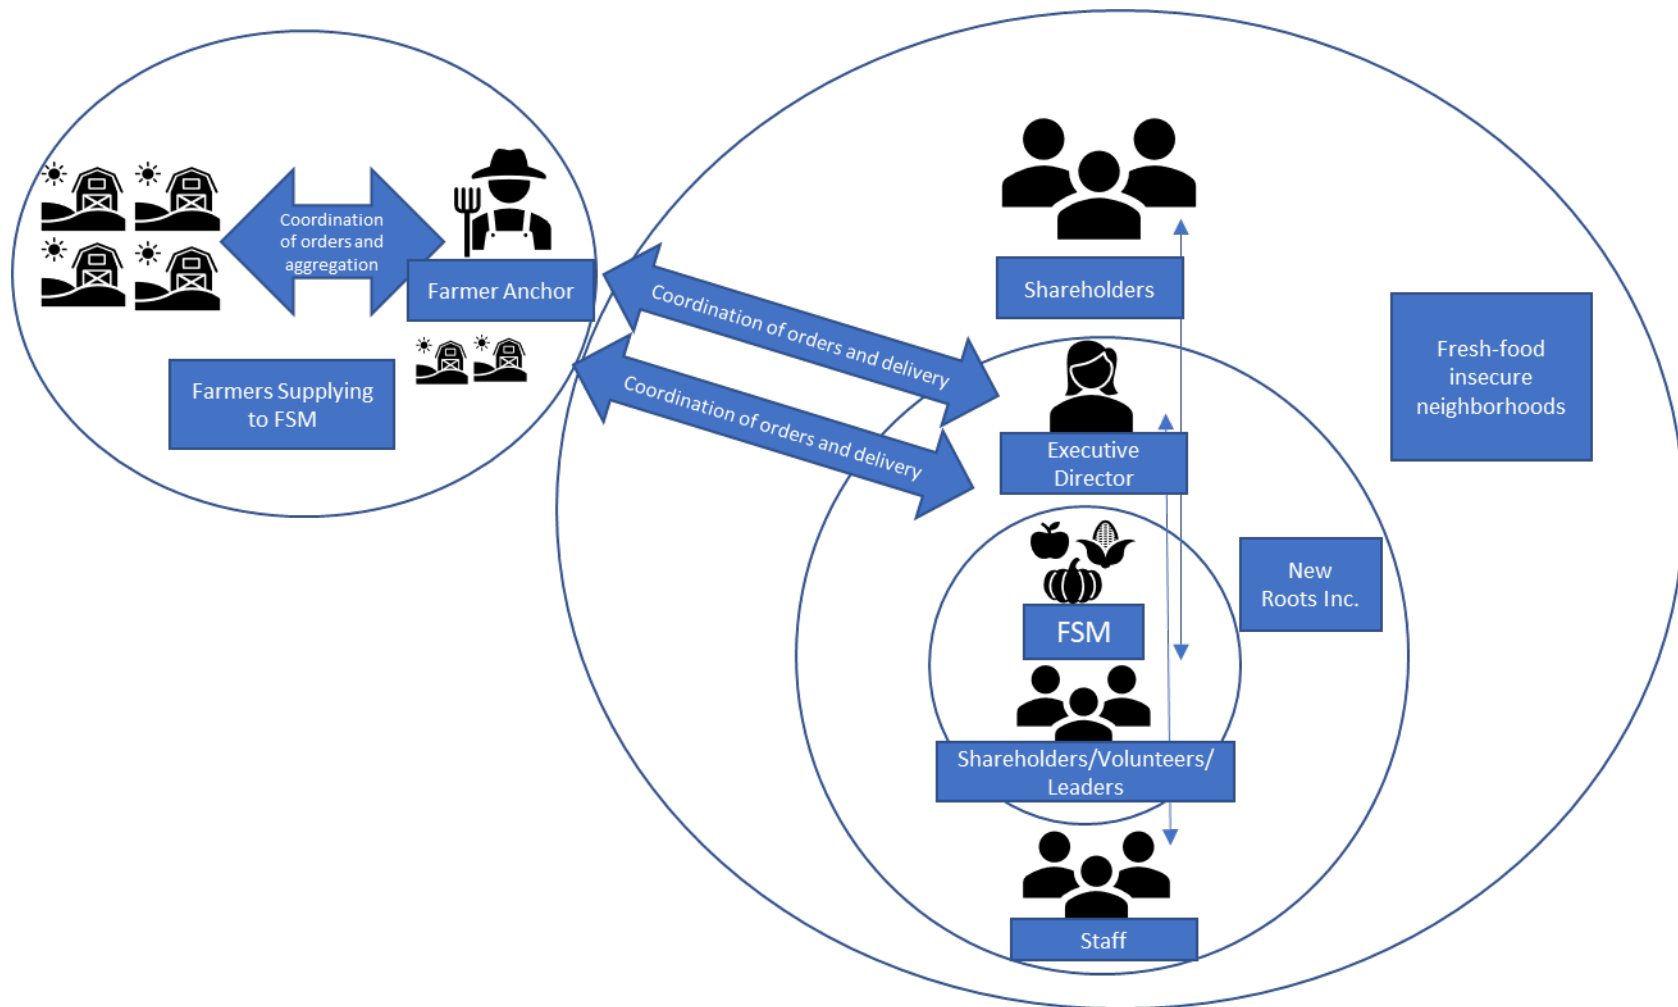 Coordination
of orders and
aggregation
Farmer Anchor
Farmers Supplying
to FSM
Coordination of orders and delivery
Coordination of orders and delivery
Shareholders
Executive
Director
FSM
Shareholders/Volunteers/
Leaders
Staff
New
Roots Inc.
Fresh-food
insecure
neighborhoods